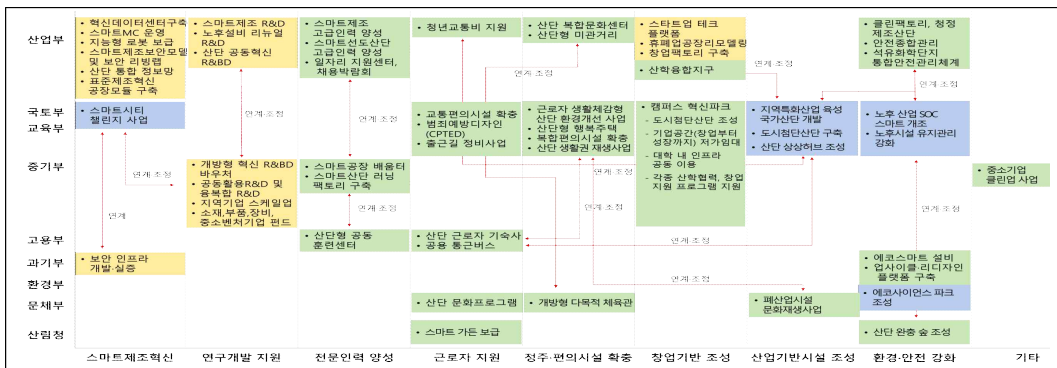 산업부
• 혁신데이터센터구축
• 스마트MC 운영
• 지능형 로봇 보급
• 스마트제조보안모델
및 보안 리빙랩
• 산단 통합 정보망
• 표준제조혁신
공장모듈 구축
• 스마트제조 R&D
• 노후설비 리뉴얼
R&D
• 산단 공동혁신
R&BD
• 스마트제조
고급인력 양성
• 스마트선도산단
고급인력 양성
• 일자리 지원센터,
채용박람회
• 청년교통비 지원
• 산단 복합문화센터
• 산단형 미관거리
• 스타트업 테크
플랫폼
• 휴폐업공장리모델링
• 창업팩토리 구축
• 산학융합지구
• 클린팩토리, 청정
제조산단
• 안전종합관리
• 석유화학단지
통합안전관리체계
연계·조정
연계·조정
연계·조정
연계·조정
국토부
교육부
• 스마트시티
챌린지 사업
• 교통편의시설 확충
• 범죄예방디자인
(CPTED)
• 출근길 정비사업
• 근로자 생활체감형
산단 환경개선 사업
• 산단형 행복주택
• 복합편의시설 확충
• 산단 생활권 재생사업
• 캠퍼스 혁신파크
- 도시첨단산단 조성
- 기업공간(창업부터
성장까지) 저가임대
- 대학 내 인프라
공동 이용
- 각종 산학협력, 창업
지원 프로그램 지원
• 지역특화산업 육성
국가산단 개발
• 도시첨단산단 구축
• 산단 상상허브 조성
• 노후 산업 SOC
스마트 개조
• 노후시설 유지관리
강화
중기부
연계·조정
• 개방형 혁신 R&BD
바우처
• 공동활용R&D 및
융복합 R&D
• 지역기업 스케일업
• 소재,부품,장비,
중소벤처기업 펀드
• 스마트공장 배움터
• 스마트산단 러닝
팩토리 구축
연계·조정
• 중소기업
클린업 사업
연계
연계·조정
고용부
• 산단형 공동
훈련센터
• 산단 근로자 기숙사
• 공용 통근버스
연계·조정
과기부
• 보안 인프라
개발·실증
• 에코스마트 설비
• 업사이클·리디자인
플랫폼 구축
연계·조정
환경부
• 에코사이언스 파크
조성
문체부
• 산단 문화프로그램
• 개방형 다목적 체육관
• 폐산업시설
문화재생사업
산림청
• 스마트 가든 보급
• 산단 완충 숲 조성
스마트제조혁신
연구개발 지원
전문인력 양성
근로자 지원
정주·편의시설 확충
창업기반 조성
산업기반시설 조성
환경·안전 강화
기타